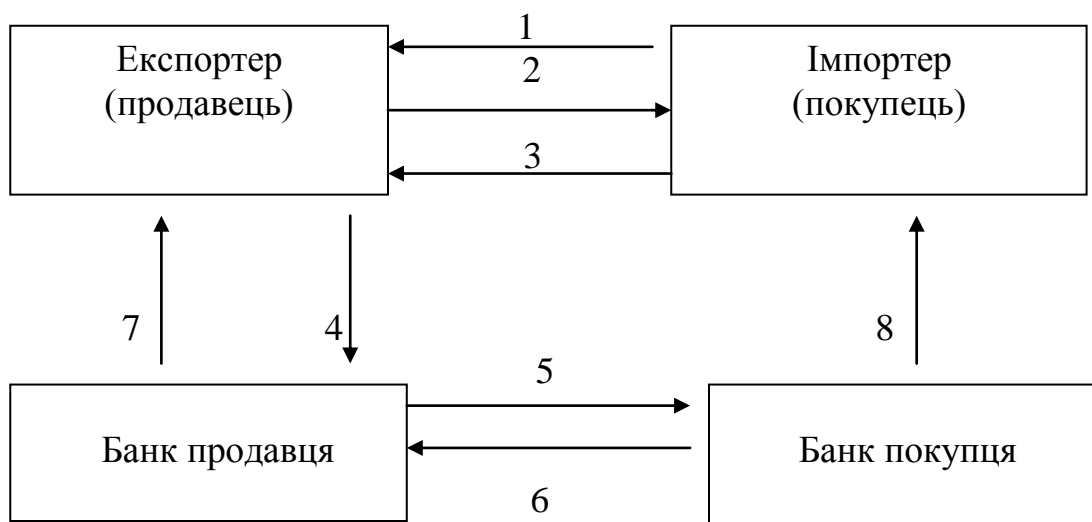 1
Експортер
(продавець)
2
Імпортер
(покупець)
3
7
4
8
5
Банк продавця
Банк покупця
6